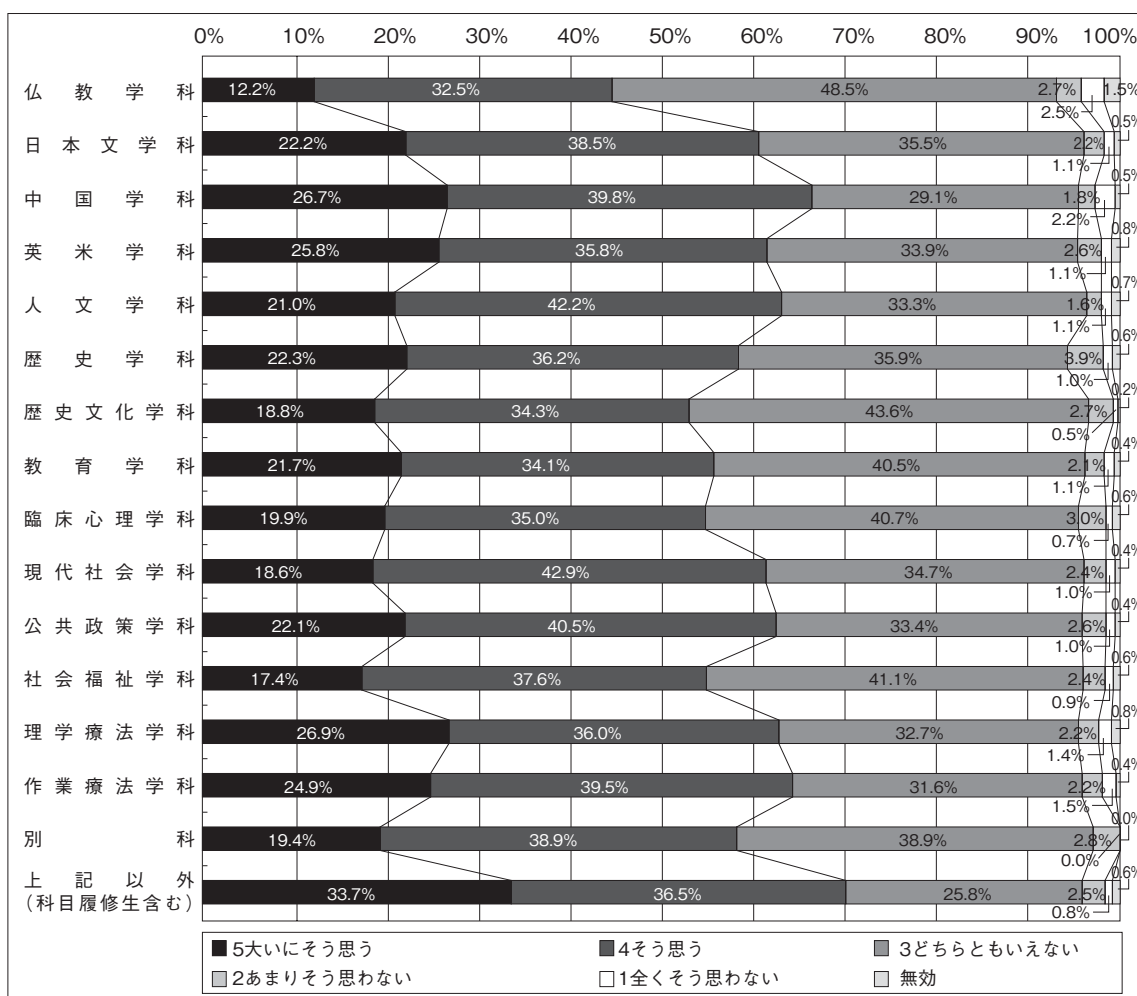 0% 10% 20% 30% 40% 50% 60% 70% 80% 90% 100%
仏教学科 12.2% 32.5% 48.5% 2.7% 2.5% 1.5%
日本文学科 22.2% 38.5% 35.5% 2.2% 1.1% 0.5%
中国学科 26.7% 39.8% 29.1% 1.8% 2.2% 0.5%
英米学科 25.8% 35.8% 33.9% 2.6% 1.1% 0.8%
人文学科 21.0% 42.2% 33.3% 1.6% 1.1% 0.7%
歴史学科 22.3% 36.2% 35.9% 3.9% 1.0% 0.6%
歴史文化学科 18.8% 34.3% 43.6% 2.7% 0.5% 0.2%
教育学科 21.7% 34.1% 40.5% 2.1% 1.1% 0.4%
臨床心理学科 19.9% 35.0% 40.7% 3.0% 0.7% 0.6%
現代社会学科 18.6% 42.9% 34.7% 2.4% 1.0% 0.4%
公共政策学科 22.1% 40.5% 33.4% 2.6% 1.0% 0.4%
社会福祉学科 17.4% 37.6% 41.1% 2.4% 0.9% 0.6%
理学療法学科 26.9% 36.0% 32.7% 2.2% 1.4% 0.8%
作業療法学科 24.9% 39.5% 31.6% 2.2% 1.5% 0.4%
別科 19.4% 38.9% 38.9% 2.8% 0.0% 0.0%
上記以外
(科目履修生含む) 33.7% 36.5% 25.8% 2.5% 0.8% 0.6%
5大いにそう思う 4そう思う 3どちらともいえない
2あまりそう思わない 1全くそう思わない 無効